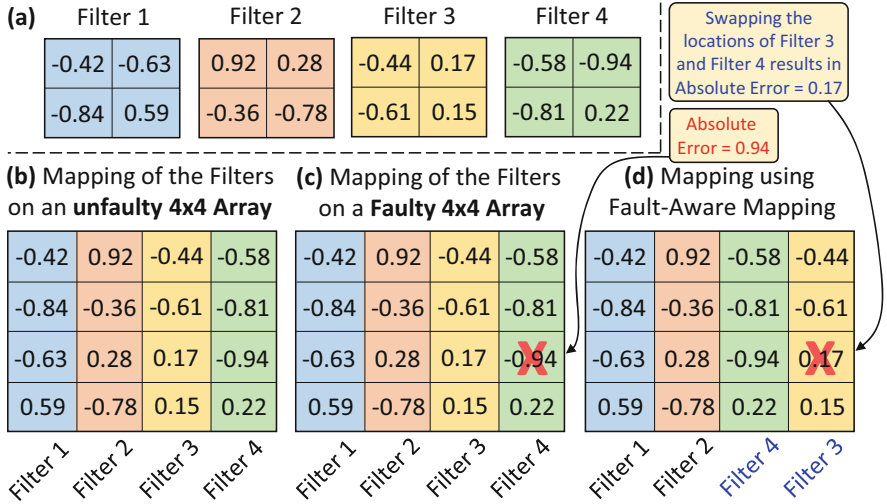 (a)
Filter 1 Filter 2 Filter 3 Filter 4
-0.42 -0.63 0.92 0.28 -0.44 0.17 -0.58 -0.94
-0.84 0.59 -0.36 -0.78 -0.61 0.15 -0.81 0.22
Swapping the
locations of Filter 3
and Filter 4 results in
Absolute Error = 0.17
Absolute
Error = 0.94
(b) Mapping of the Filters
on an unfaulty 4x4 Array
-0.42 0.92 -0.44 -0.58
-0.84 -0.36 -0.61 -0.81
-0.63 0.28 0.17 -0.94
0.59 -0.78 0.15 0.22
Filter 1 Filter 2 Filter 3 Filter 4
(c) Mapping of the Filters
on a Faulty 4x4 Array
-0.42 0.92 -0.44 -0.58
-0.84 -0.36 -0.61 -0.81
-0.63 0.28 0.17 -0.94
0.59 -0.78 0.15 0.22
Filter 1 Filter 2 Filter 3 Filter 4
(d) Mapping using
Fault-Aware Mapping
-0.42 0.92 -0.58 -0.44
-0.84 -0.36 -0.81 -0.61
-0.63 0.28 -0.94 0.17
0.59 -0.78 0.22 0.15
Filter 1 Filter 2 Filter 4 Filter 3